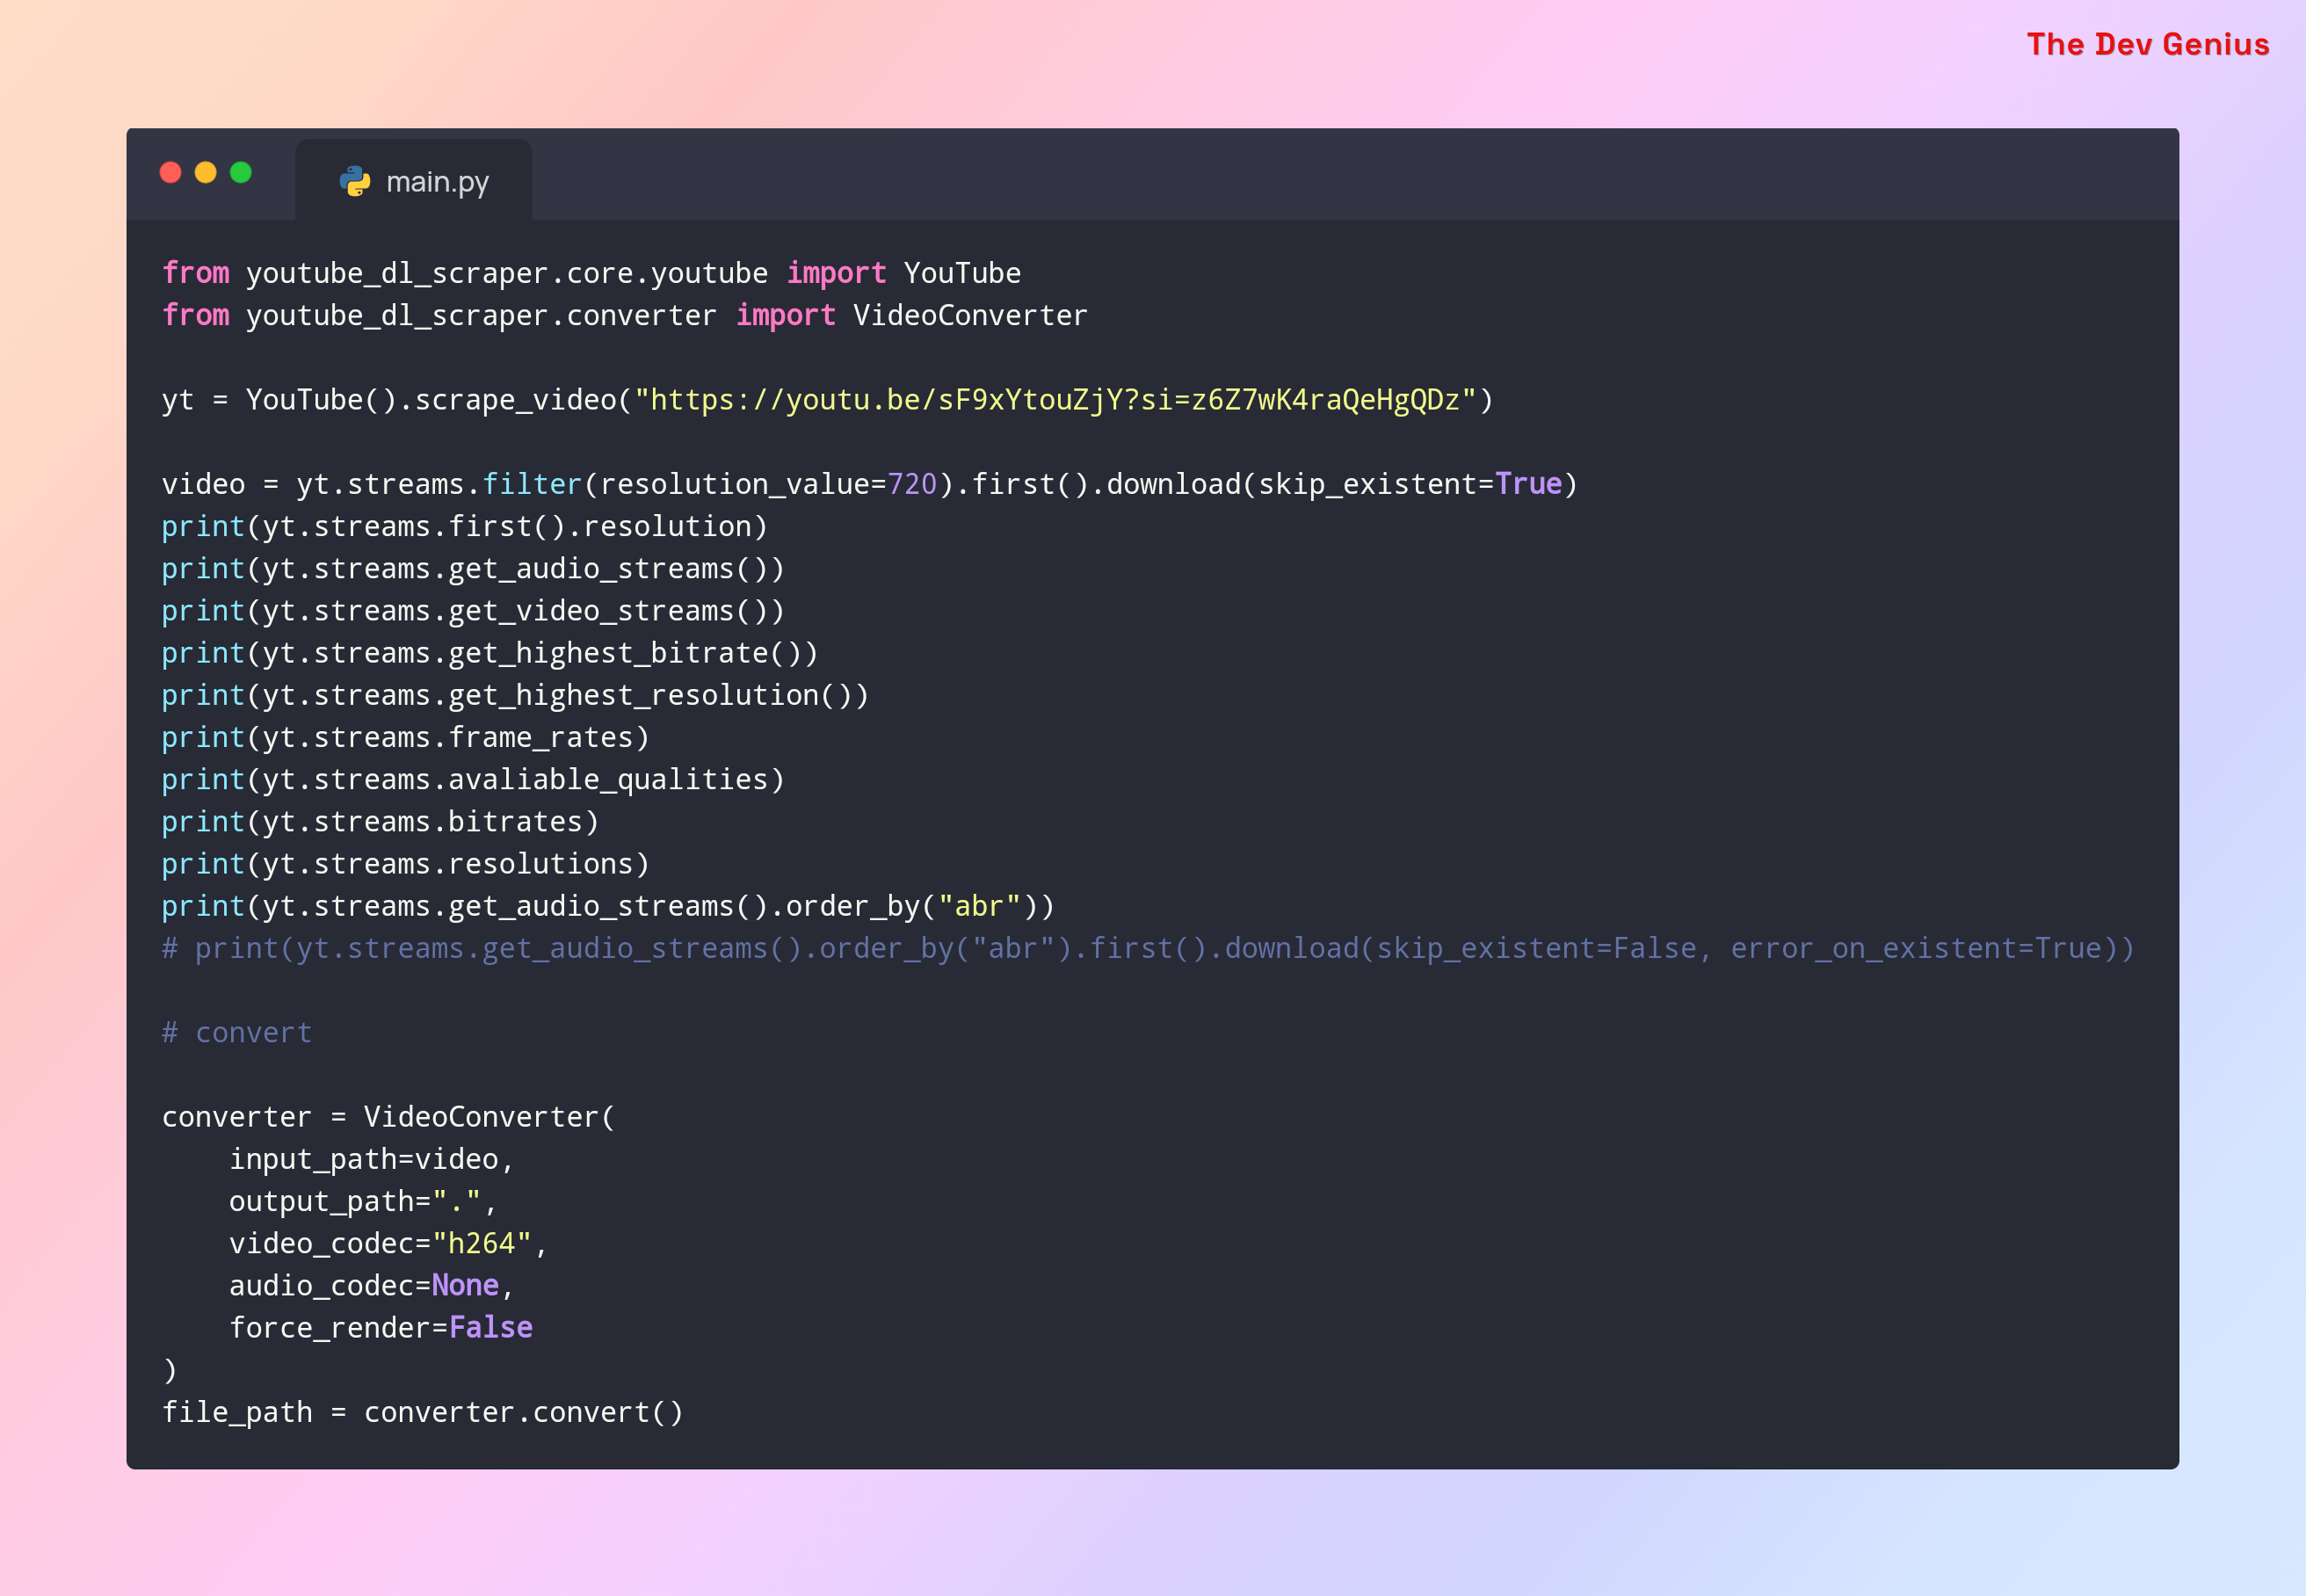 The Dev Genius
main.py
from youtube_dl_scraper.core.youtube import YouTube
from youtube_dl_scraper.converter import VideoConverter
yt = YouTube().scrape_video("https://youtu.be/sF9xYtouZjY?si=z6Z7wK4raQeHgQDz")
video = yt.streams.filter(resolution_value=720).first().download(skip_existent=True)
print(yt.streams.first().resolution)
print(yt.streams.get_audio_streams())
print(yt.streams.get_video_streams())
print(yt.streams.get_highest_bitrate())
print(yt.streams.get_highest_resolution())
print(yt.streams.frame_rates)
print(yt.streams.avaliable_qualities)
print(yt.streams.bitrates)
print(yt.streams.resolutions)
print(yt.streams.get_audio_streams().order_by("abr"))
# print(yt.streams.get_audio_streams().order_by("abr").first().download(skip_existent=False, error_on_existent=True))
# convert
converter = VideoConverter(
    input_path=video,
    output_path=".",
    video_codec="h264",
    audio_codec=None,
    force_render=False
)
file_path = converter.convert()